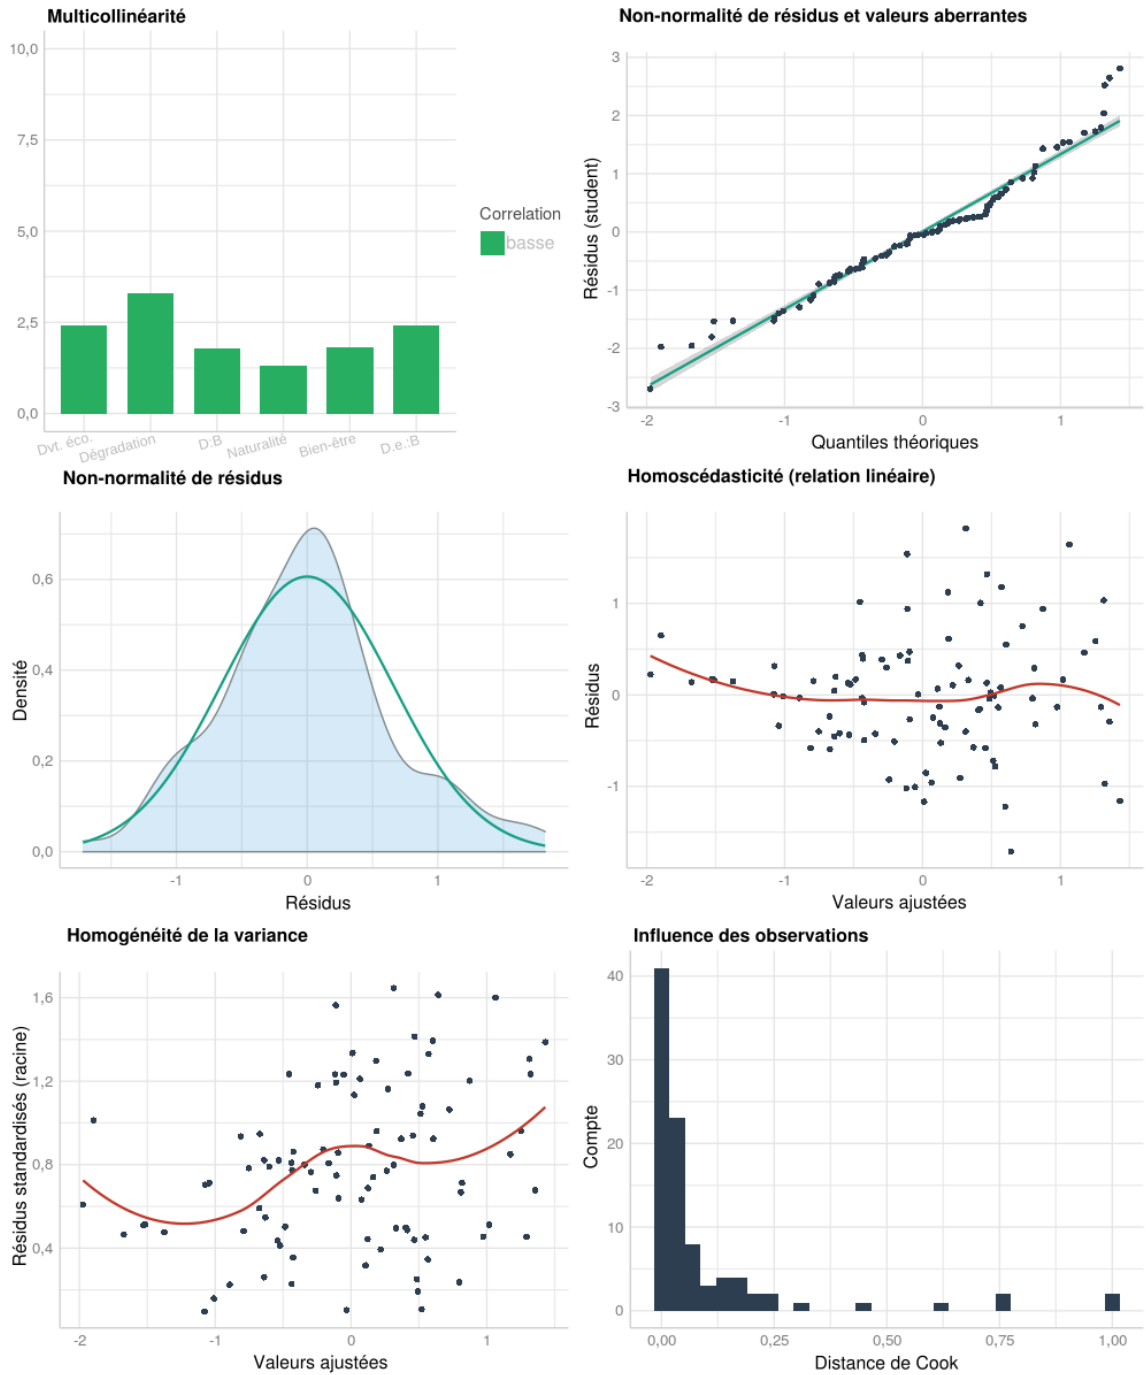 Multicollinéarité
10,0
7,5
5,0
2,5
0,0
Dvt. éco.
Dégradation
D:B
Naturalité
Bien-être
D.e.:B
Correlation
basse
Non-normalité de résidus et valeurs aberrantes
Résidus (student)
3
2
1
0
-1
-2
-3
-2
-1
0
1
Quantiles théoriques
Non-normalité de résidus
Densité
0,6
0,4
0,2
0,0
-1
0
1
Résidus
Homoscédasticité (relation linéaire)
Résidus
1
0
-1
-2
-1
0
1
Valeurs ajustées
Homogénéité de la variance
Résidus standardisés (racine)
1,6
1,2
0,8
0,4
-2
-1
0
1
Valeurs ajustées
Influence des observations
Compte
40
30
20
10
0
0,00
0,25
0,50
0,75
1,00
Distance de Cook